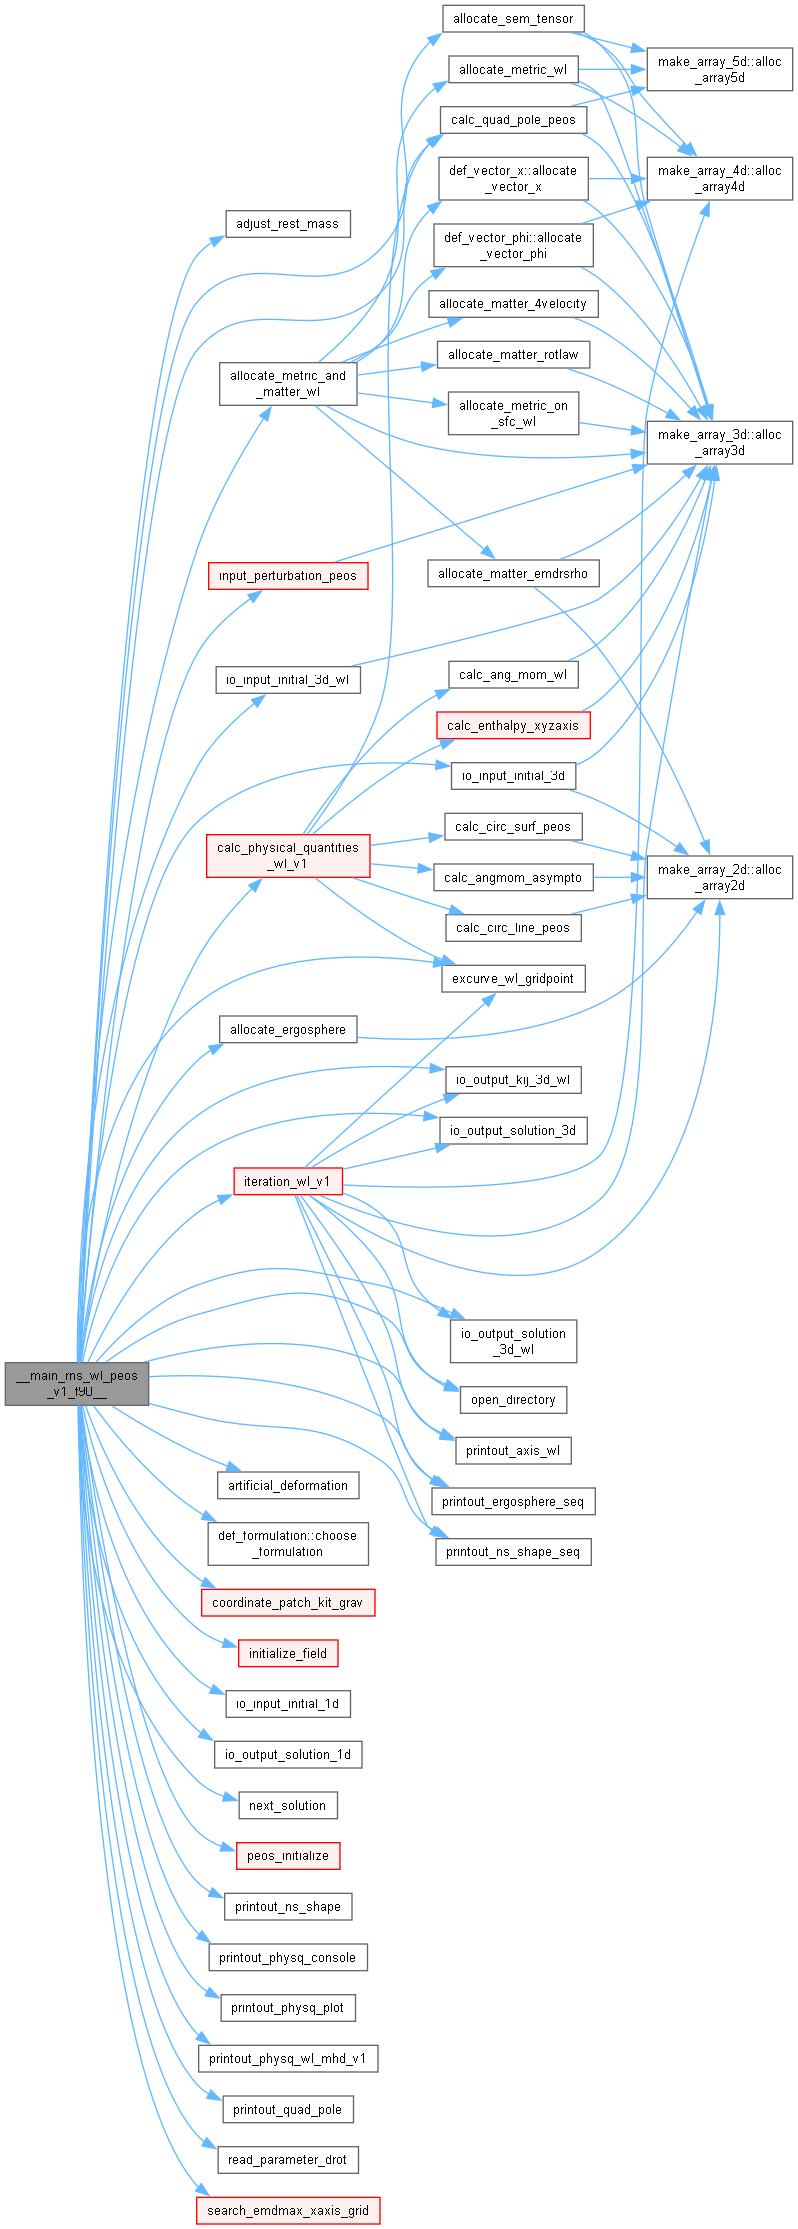 allocate_sem_tensor
allocate_metric_wl
make_array_5d::alloc
_array5d
calc_quad_pole_peos
def_vector_x::allocate
_vector_x
make_array_4d::alloc
_array4d
adjust_rest_mass
def_vector_phi::allocate
_vector_phi
allocate_matter_4velocity
allocate_matter_rotlaw
allocate_metric_and
_matter_wl
allocate_metric_on
_sfc_wl
make_array_3d::alloc
_array3d
input_perturbation_peos
allocate_matter_emdrsrho
io_input_initial_3d_wl
calc_ang_mom_wl
calc_enthalpy_xyzaxis
io_input_initial_3d
calc_circ_surf_peos
calc_physical_quantities
_wl_v1
calc_angmom_asympto
make_array_2d::alloc
_array2d
calc_circ_line_peos
excurve_wl_gridpoint
allocate_ergosphere
io_output_kij_3d_wl
io_output_solution_3d
iteration_wl_v1
io_output_solution
_3d_wl
__main_rns_wl_peos
_v1_f90__
open_directory
printout_axis_wl
artificial_deformation
printout_ergosphere_seq
def_formulation::choose
_formulation
printout_ns_shape_seq
coordinate_patch_kit_grav
initialize_field
io_input_initial_1d
io_output_solution_1d
next_solution
peos_initialize
printout_ns_shape
printout_physq_console
printout_physq_plot
printout_physq_wl_mhd_v1
printout_quad_pole
read_parameter_drot
search_emdmax_xaxis_grid